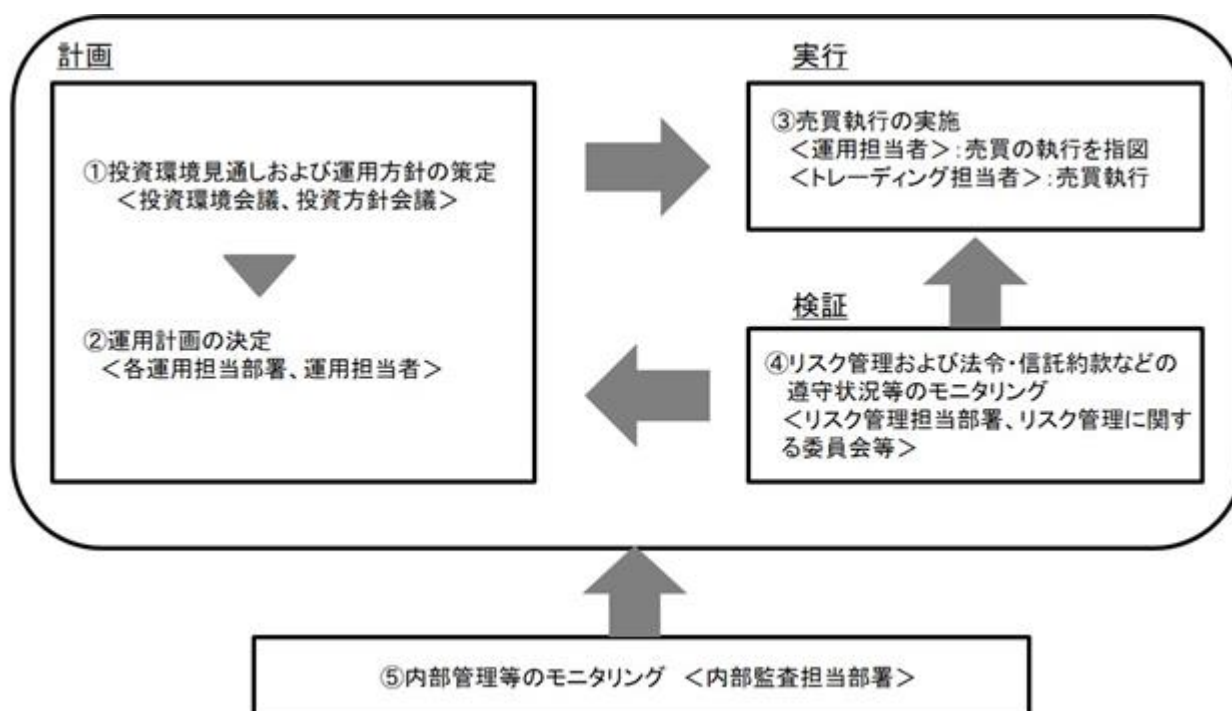 計画
①投資環境見通しおよび運用方針の策定
＜投資環境会議、投資方針会議＞
②運用計画の決定
＜各運用担当部署、運用担当者＞
実行
③売買執行の実施
＜運用担当者＞：売買の執行を指図
＜トレーディング担当者＞：売買執行
検証
④リスク管理および法令・信託約款などの
遵守状況等のモニタリング
＜リスク管理担当部署、リスク管理に関す
る委員会等＞
⑤内部管理等のモニタリング ＜内部監査担当部署＞